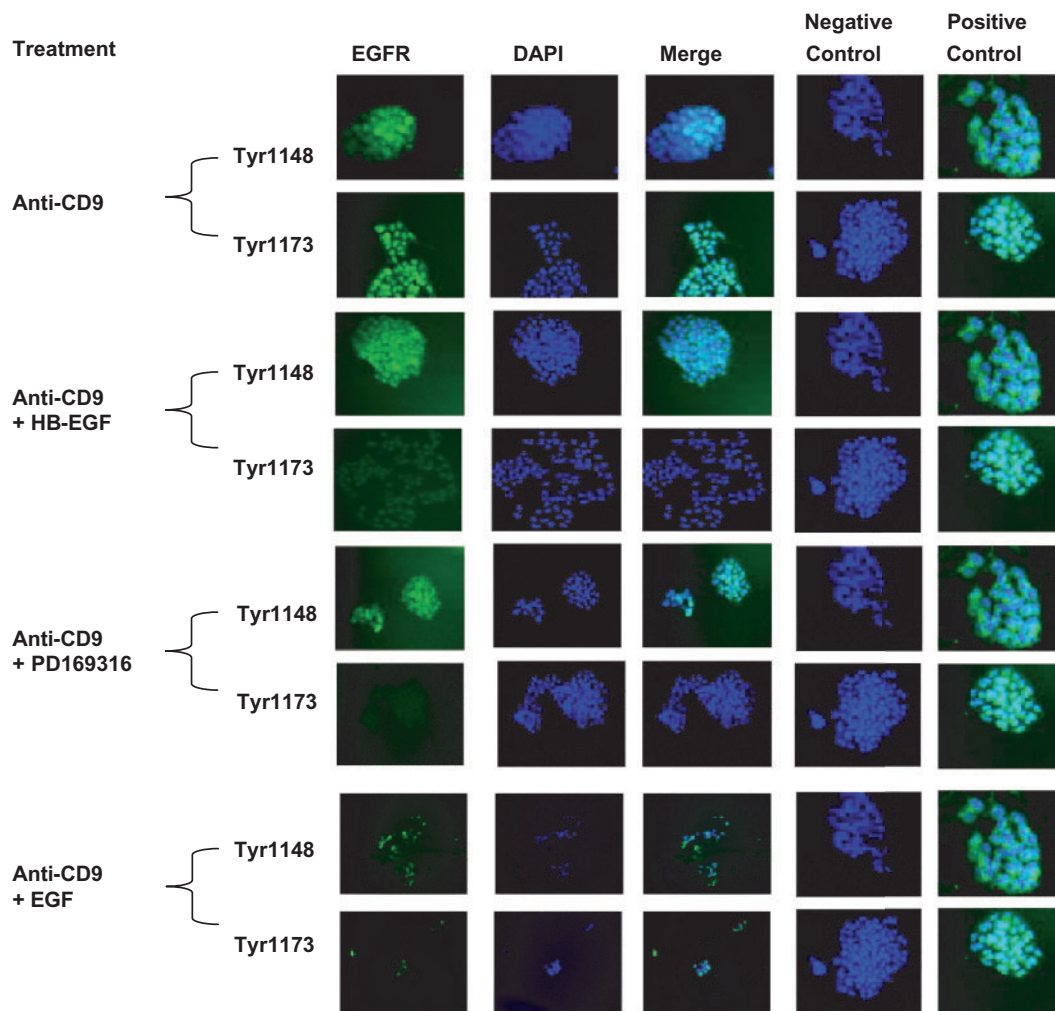 Treatment
EGFR
DAPI
Merge
Negative
Control
Positive
Control
Anti-CD9
Tyr1148
Tyr1173
Anti-CD9
+ HB-EGF
Tyr1148
Tyr1173
Anti-CD9
+ PD169316
Tyr1148
Tyr1173
Anti-CD9
+ EGF
Tyr1148
Tyr1173